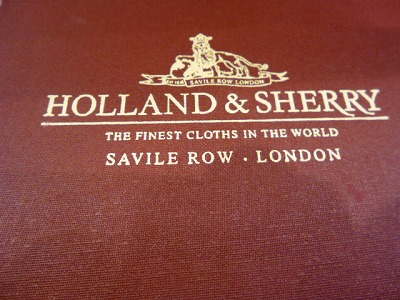 SAVILE ROW LONDON
HOLLAND & SHERRY
THE FINEST CLOTHS IN THE WORLD
SAVILE ROW · LONDON